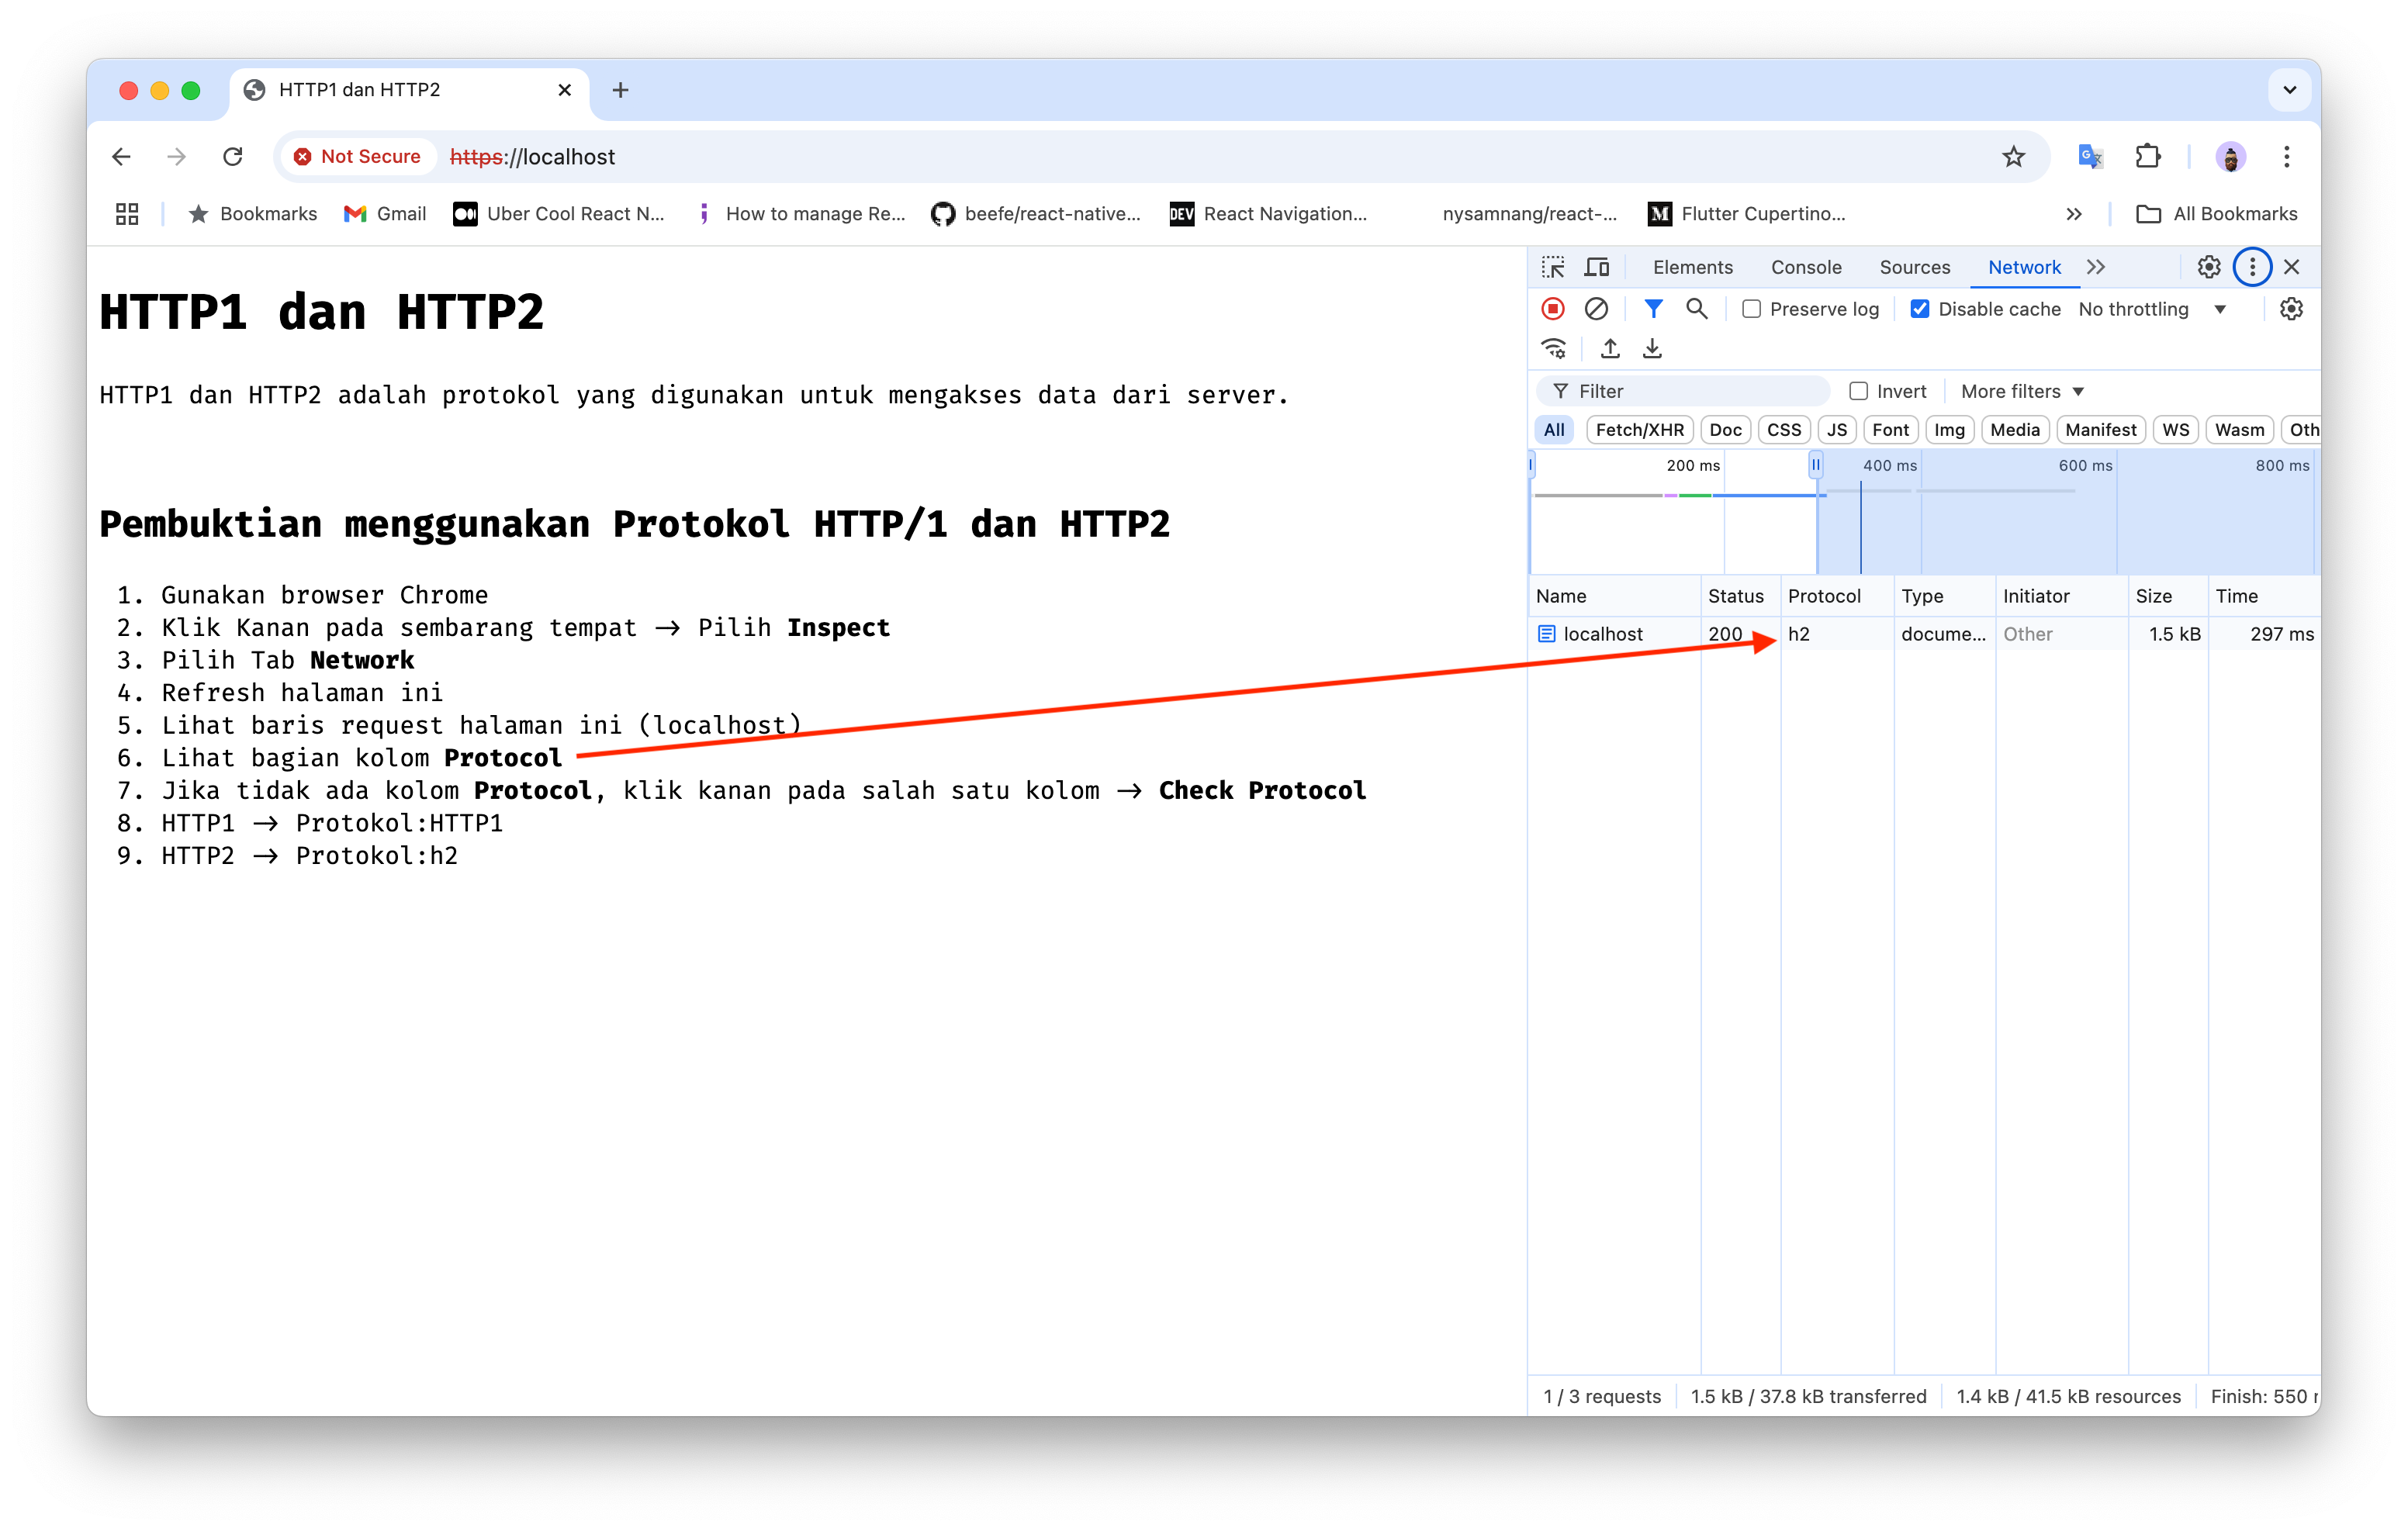 HTTP1 dan HTTP2
Not Secure https://localhost
Bookmarks Gmail Uber Cool React N... How to manage Re... beefe/react-native... DEV React Navigation... nysamnang/react-... M Flutter Cupertino... All Bookmarks
HTTP1 dan HTTP2
HTTP1 dan HTTP2 adalah protokol yang digunakan untuk mengakses data dari server.
Pembuktian menggunakan Protokol HTTP/1 dan HTTP2
1. Gunakan browser Chrome
2. Klik Kanan pada sembarang tempat → Pilih Inspect
3. Pilih Tab Network
4. Refresh halaman ini
5. Lihat baris request halaman ini (localhost)
6. Lihat bagian kolom Protocol
7. Jika tidak ada kolom Protocol, klik kanan pada salah satu kolom → Check Protocol
8. HTTP1 → Protokol:HTTP1
9. HTTP2 → Protokol:h2
Elements Console Sources Network
Preserve log Disable cache No throttling
Filter Invert More filters
All Fetch/XHR Doc CSS JS Font Img Media Manifest WS Wasm Oth
200 ms 400 ms 600 ms 800 ms
Name Status Protocol Type Initiator Size Time
localhost 200 h2 docume... Other 1.5 kB 297 ms
1 / 3 requests 1.5 kB / 37.8 kB transferred 1.4 kB / 41.5 kB resources Finish: 550